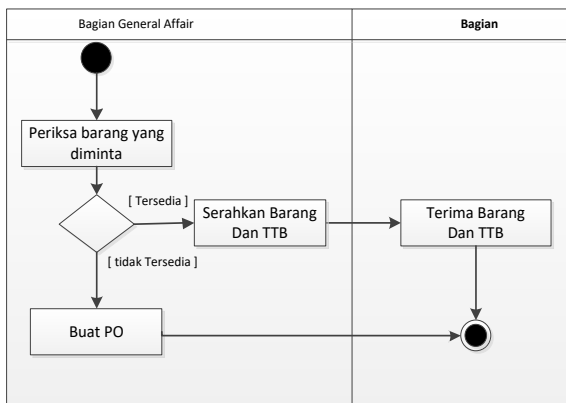 Bagian General Affair
Bagian
Periksa barang yang
diminta
[ Tersedia ]
Serahkan Barang
Dan TTB
Terima Barang
Dan TTB
[ tidak Tersedia ]
Buat PO